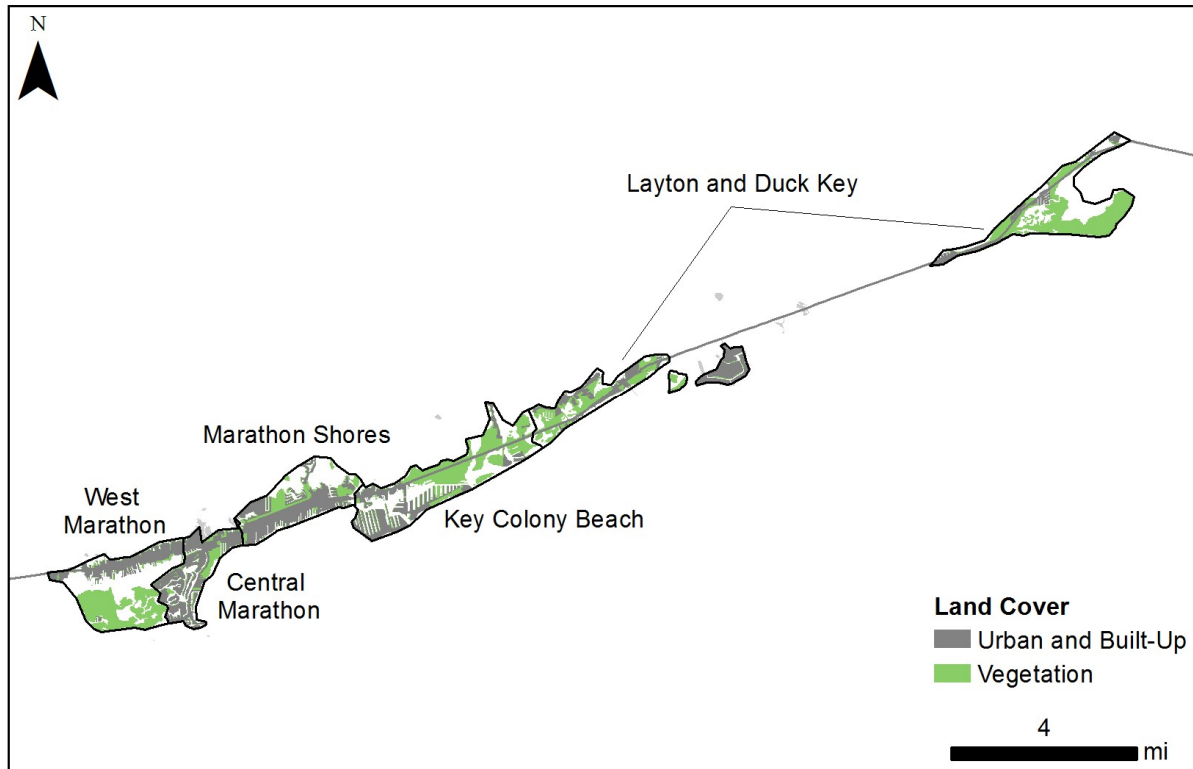 N
Layton and Duck Key
Marathon Shores
West
Marathon
Key Colony Beach
Central
Marathon
Land Cover
Urban and Built-Up
Vegetation
4
mi